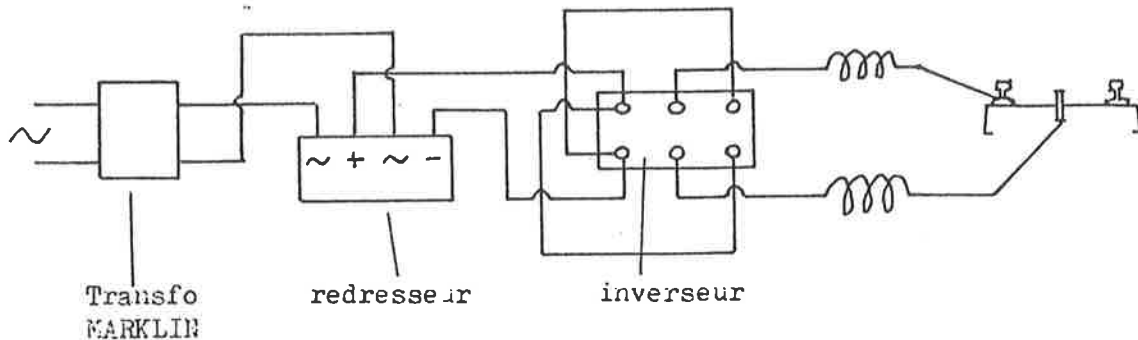 ~
~ + ~ -
Transfo
MARKLIN
redresseur
inverseur